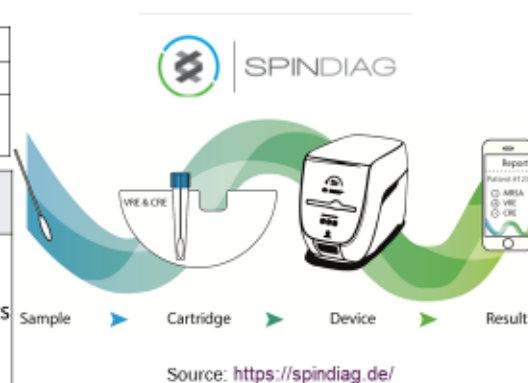 SPINDIAG
VRE & CRE
Report
MRSA
VRE
CRE
s
Sample
Cartridge
Device
Result
Source: https://spindiag.de/